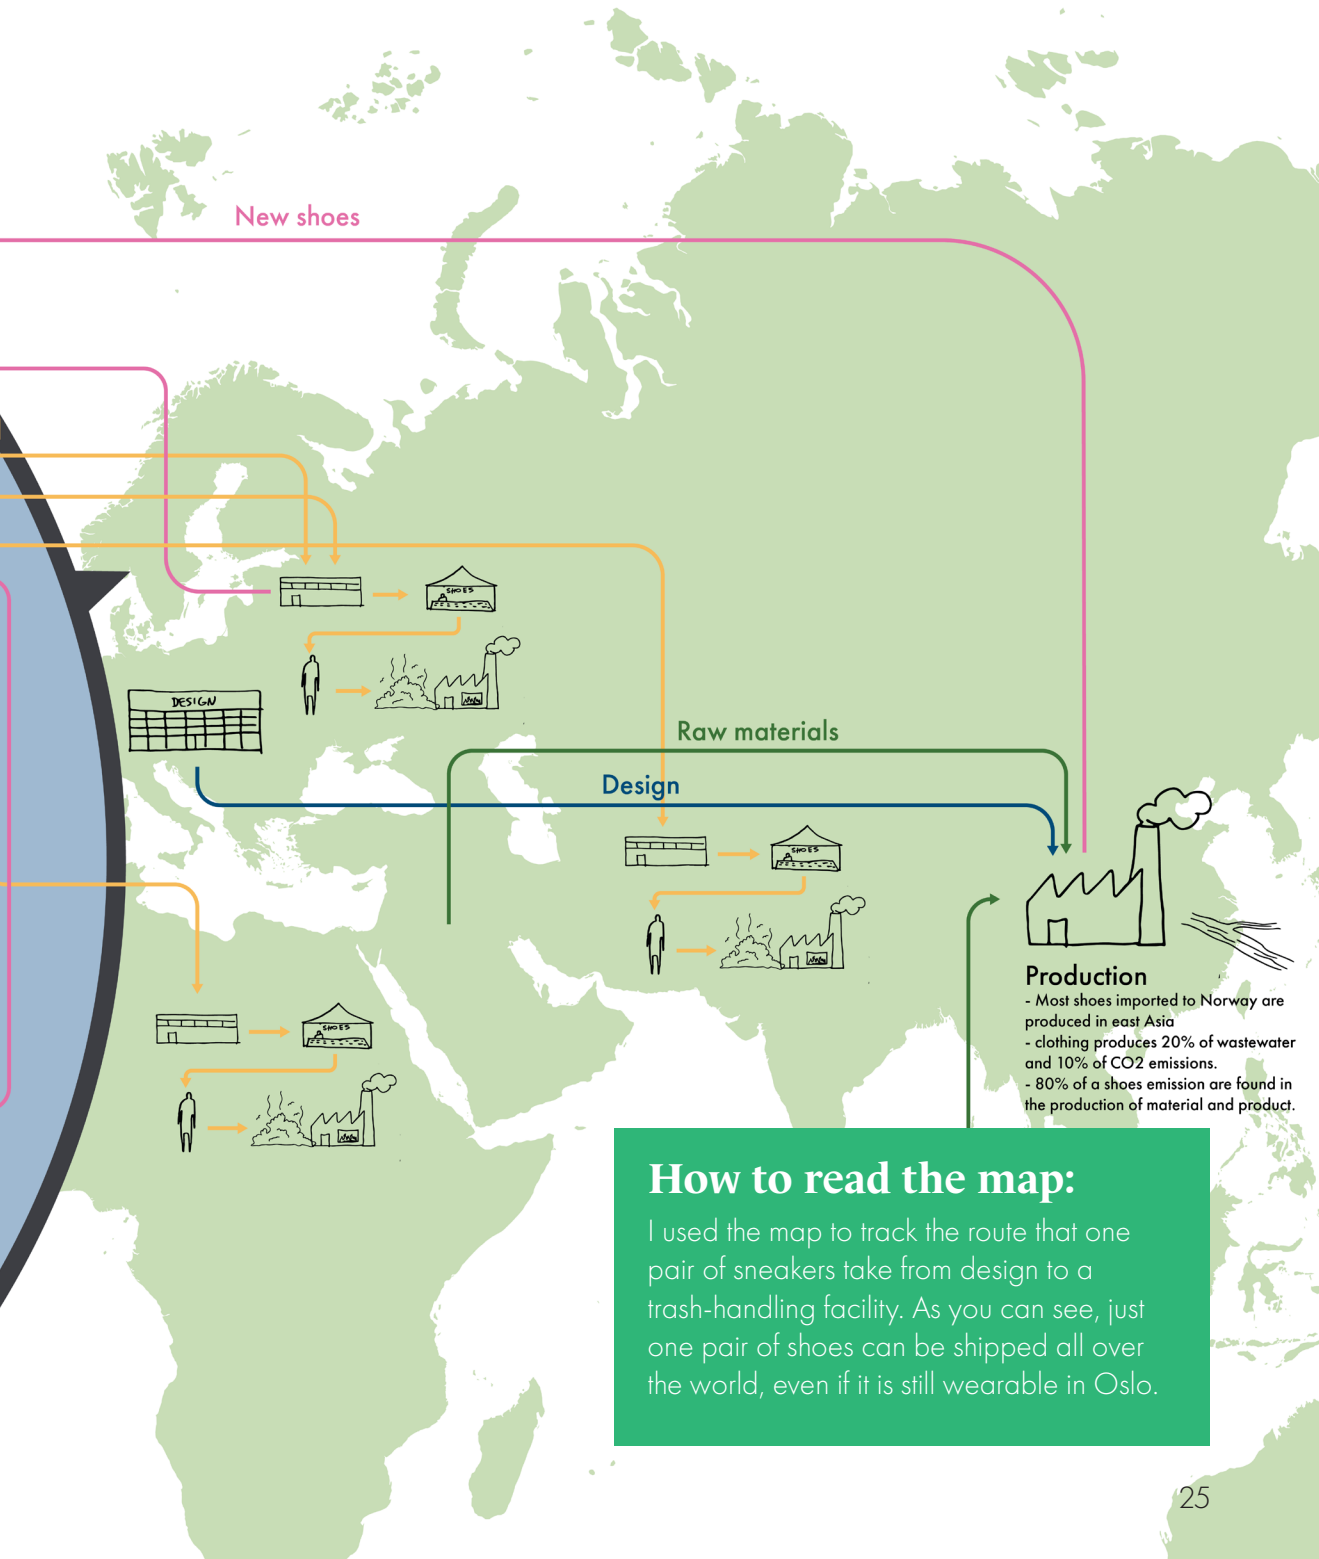 New shoes
SHOES
DESIGN
Raw materials
Design
SHOES
Production
- Most shoes imported to Norway are
produced in east Asia
- clothing produces 20% of wastewater
and 10% of CO2 emissions.
- 80% of a shoes emission are found in
the production of material and product.
SHOES
How to read the map:
I used the map to track the route that one
pair of sneakers take from design to a
trash-handling facility. As you can see, just
one pair of shoes can be shipped all over
the world, even if it is still wearable in Oslo.
25